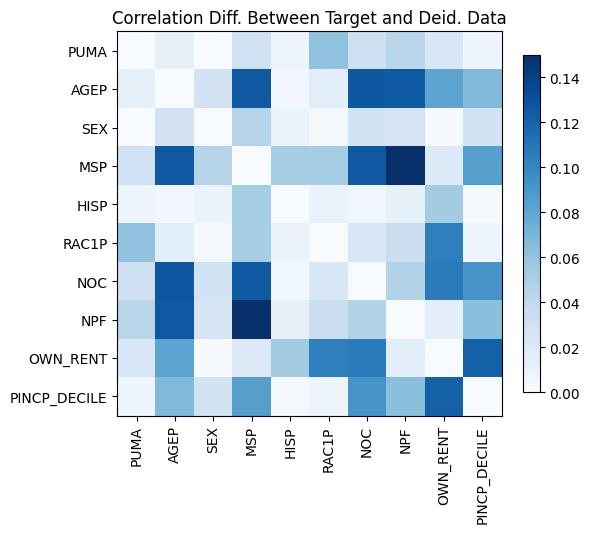 Correlation Diff. Between Target and Deid. Data
PUMA
AGEP
SEX
MSP
HISP
RAC1P
NOC
NPF
OWN_RENT
PINCP_DECILE
PUMA
AGEP
SEX
MSP
HISP
RAC1P
NOC
NPF
OWN_RENT
PINCP_DECILE
0.14
0.12
0.10
0.08
0.06
0.04
0.02
0.00